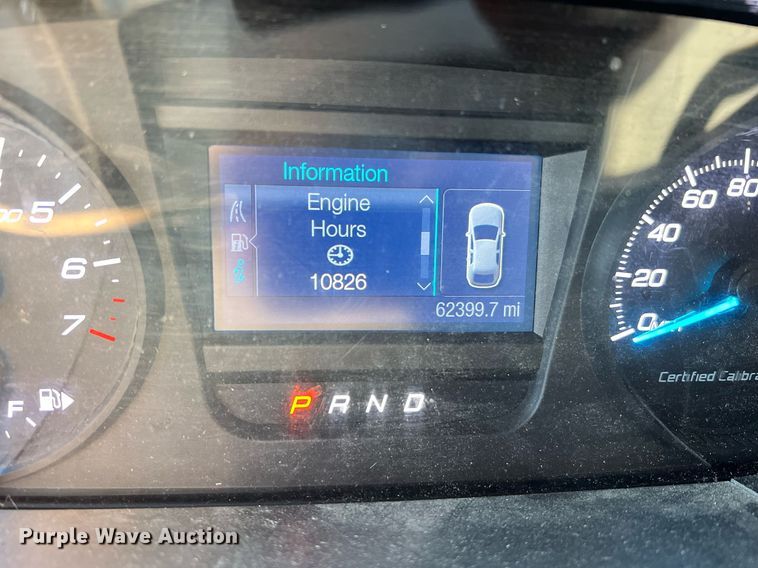 Information
Engine
Hours
10826
62399.7 mi
5
6
7
F
P R N D
80
60
40
20
0
Certified Calibra
Purple Wave Auction